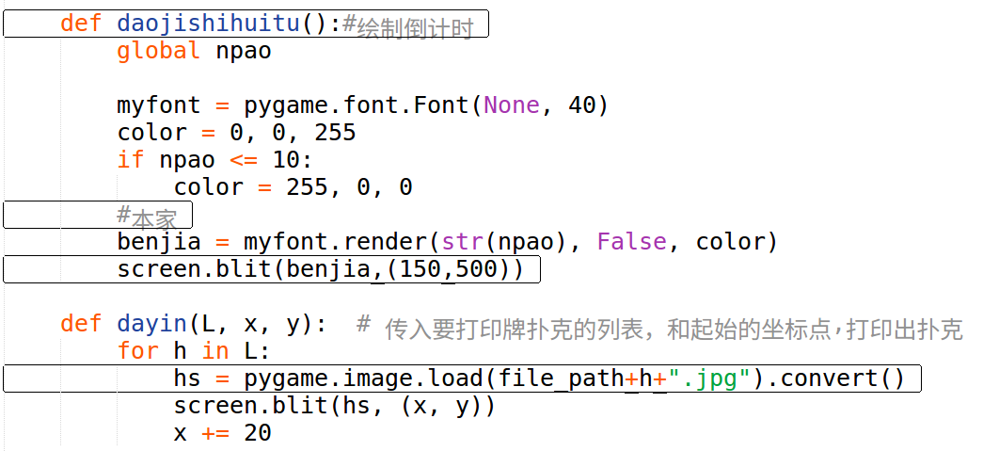 def daojishihuitu():#绘制倒计时
    global npao

    myfont = pygame.font.Font(None, 40)
    color = 0, 0, 255
    if npao <= 10:
        color = 255, 0, 0
    #本家
    benjia = myfont.render(str(npao), False, color)
    screen.blit(benjia,(150,500))

def dayin(L, x, y):  # 传入要打印牌扑克的列表，和起始的坐标点,打印出扑克
    for h in L:
        hs = pygame.image.load(file_path+h+".jpg").convert()
        screen.blit(hs, (x, y))
        x += 20